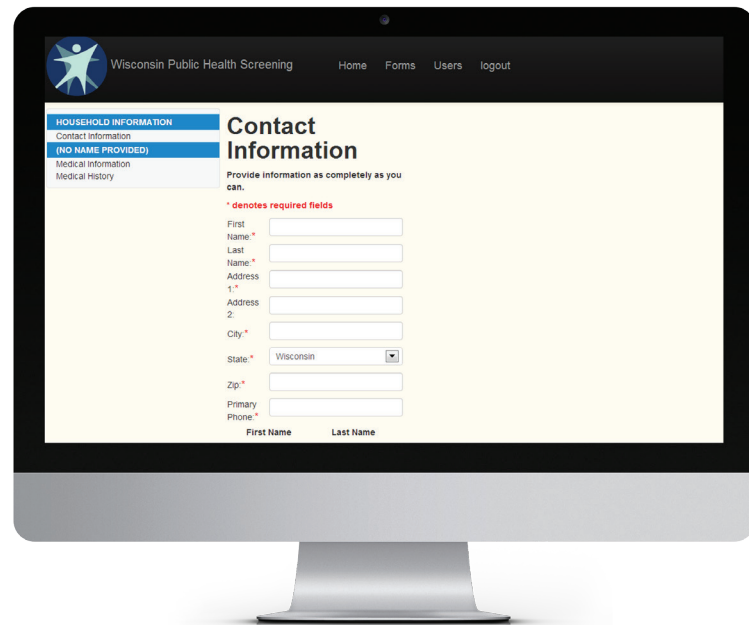 Wisconsin Public Health Screening Home Forms Users logout
HOUSEHOLD INFORMATION
Contact Information
(NO NAME PROVIDED)
Medical Information
Medical History
Contact
Information
Provide information as completely as you
can.
* denotes required fields
First
Name:*
Last
Name:*
Address
1:*
Address
2:
City:*
State:* Wisconsin
Zip:*
Primary
Phone:*
First Name Last Name